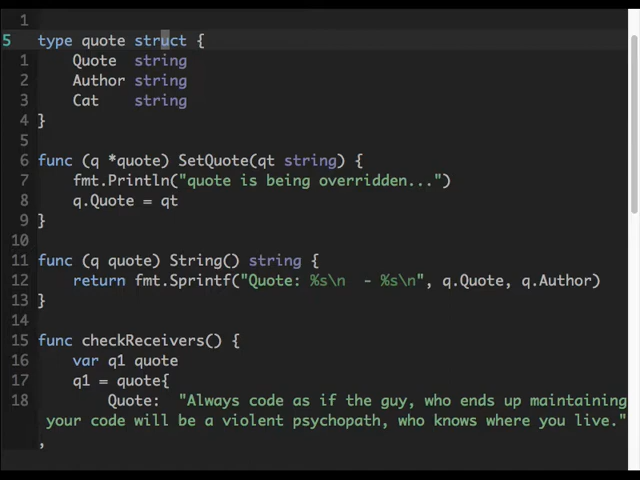 1
5 type quote struct {
1 Quote  string
2 Author string
3 Cat    string
4 }
5
6 func (q *quote) SetQuote(qt string) {
7 fmt.Println("quote is being overridden...")
8 q.Quote = qt
9 }
10
11 func (q quote) String() string {
12 return fmt.Sprintf("Quote: %s\n  - %s\n", q.Quote, q.Author)
13 }
14
15 func checkReceivers() {
16 var q1 quote
17 q1 = quote{
18 Quote:  "Always code as if the guy, who ends up maintaining
your code will be a violent psychopath, who knows where you live."
,